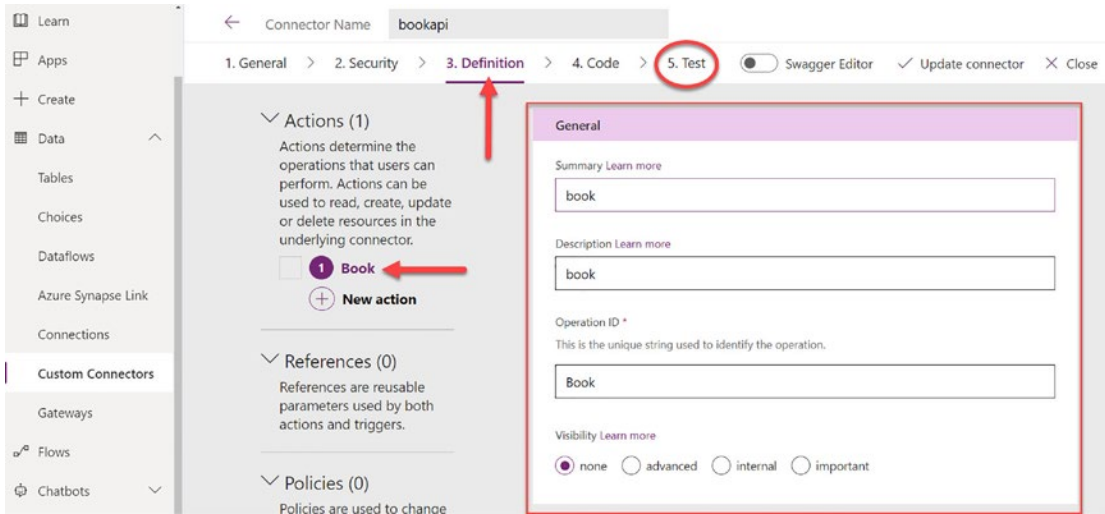 Learn
Apps
Create
Data
Tables
Choices
Dataflows
Azure Synapse Link
Connections
Custom Connectors
Gateways
Flows
Chatbots
Connector Name bookapi
1. General > 2. Security > 3. Definition > 4. Code > 5. Test Swagger Editor Update connector Close
Actions (1)
Actions determine the
operations that users can
perform. Actions can be
used to read, create, update
or delete resources in the
underlying connector.
1 Book
New action
References (0)
References are reusable
parameters used by both
actions and triggers.
Policies (0)
Policies are used to change
General
Summary Learn more
book
Description Learn more
book
Operation ID *
This is the unique string used to identify the operation.
Book
Visibility Learn more
none advanced internal important